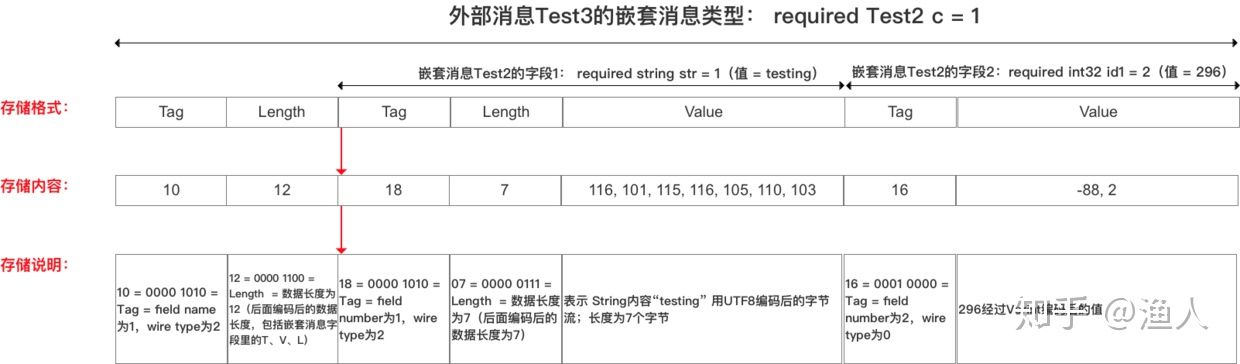 外部消息Test3的嵌套消息类型： required Test2 c = 1
嵌套消息Test2的字段1： required string str = 1（值 = testing）
嵌套消息Test2的字段2：required int32 id1 = 2（值 = 296）
存储格式：
Tag
Length
Tag
Length
Value
Tag
Value
存储内容：
10
12
18
7
116, 101, 115, 116, 105, 110, 103
16
-88, 2
存储说明：
10 = 0000 1010 =
Tag = field name
为1，wire type为2
12 = 0000 1100 =
Length = 数据长度为
12（后面编码后的数据
长度，包括嵌套消息字
段里的T、V、L）
18 = 0000 1010 =
Tag = field
number为1，wire
type为2
07 = 0000 0111 =
Length = 数据长度
为7（后面编码后的
数据长度为7）
表示 String内容“testing” 用UTF8编码后的字节
流；长度为7个字节
16 = 0001 0000 =
Tag = field
number为2，wire
type为0
296经过V
的值
知乎 @渔人